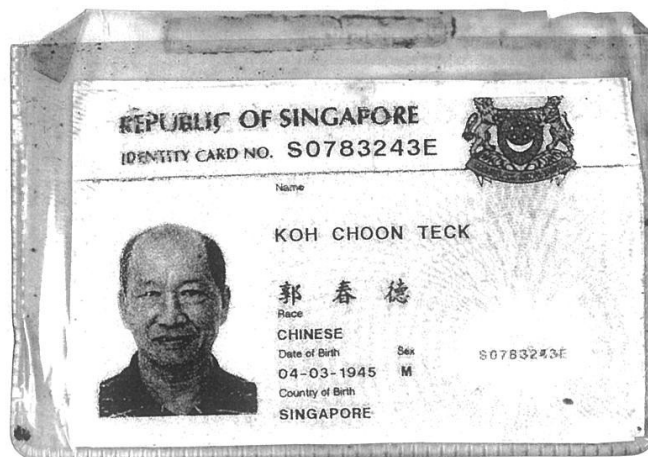 REPUBLIC OF SINGAPORE
IDENTITY CARD NO. S0783243E
Name
KOH CHOON TECK
郭春德
Race
CHINESE
Date of Birth Sex
04-03-1945 M
S0783243E
Country of Birth
SINGAPORE